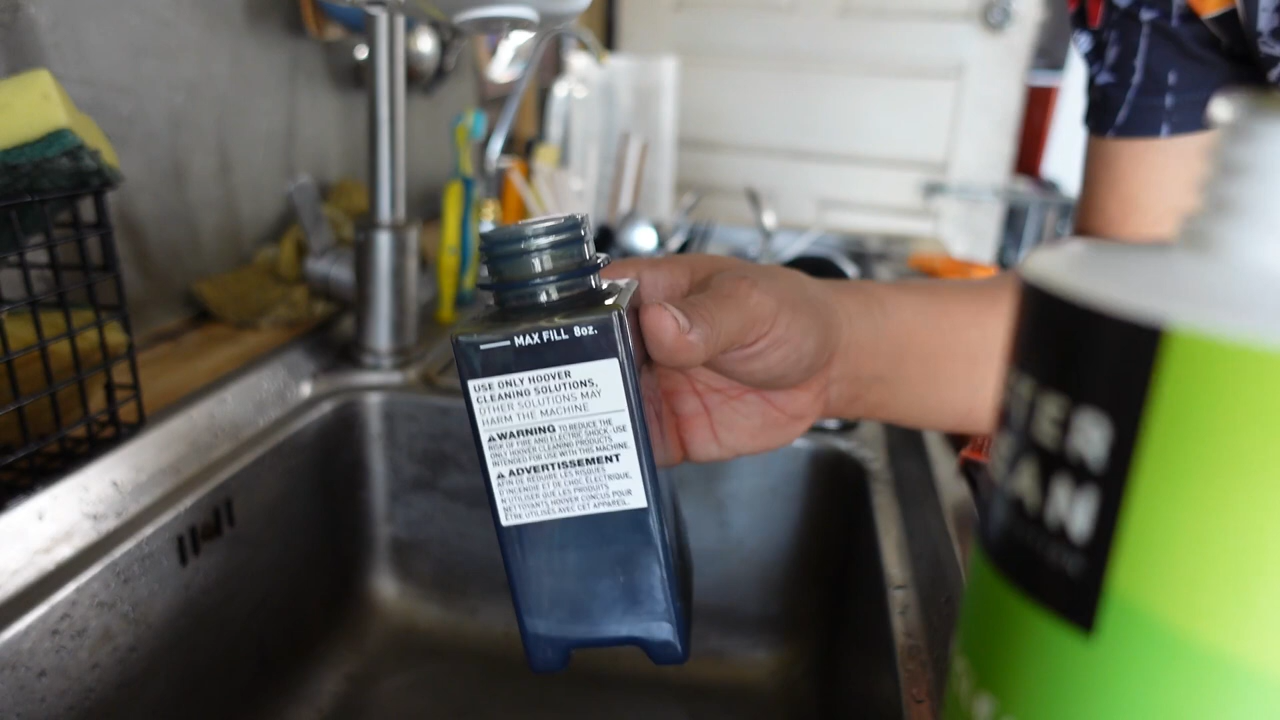 MAX FILL 8oz.
USE ONLY HOOVER
CLEANING SOLUTIONS,
OTHER SOLUTIONS MAY
HARM THE MACHINE
WARNING TO REDUCE THE
RISK OF FIRE AND ELECTRIC SHOCK, USE
ONLY HOOVER CLEANING PRODUCTS
INTENDED FOR USE WITH THIS MACHINE.
ADVERTISSEMENT
AFIN DE RÉDUIRE LES RISQUES
D'INCENDIE ET DE CHOC ÉLECTRIQUE,
N'UTILISER QUE LES PRODUITS
NETTOYANTS HOOVER CONÇUS POUR
ÊTRE UTILISÉS AVEC CET APPAREIL.
TER
AN